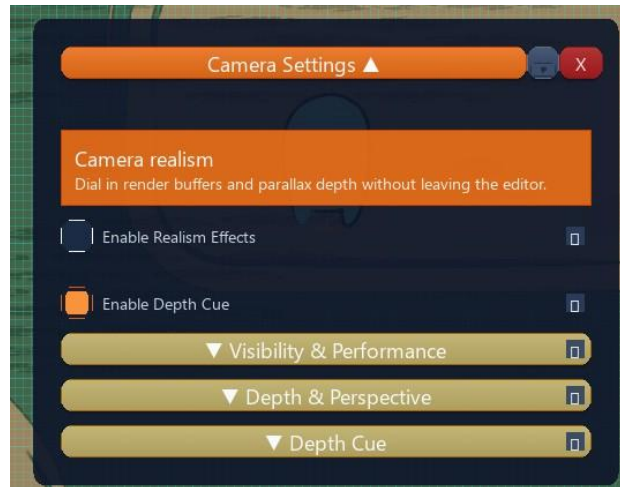 Camera Settings ▲
X
Camera realism
Dial in render buffers and parallax depth without leaving the editor.
Enable Realism Effects
Enable Depth Cue
▼ Visibility & Performance
▼ Depth & Perspective
▼ Depth Cue